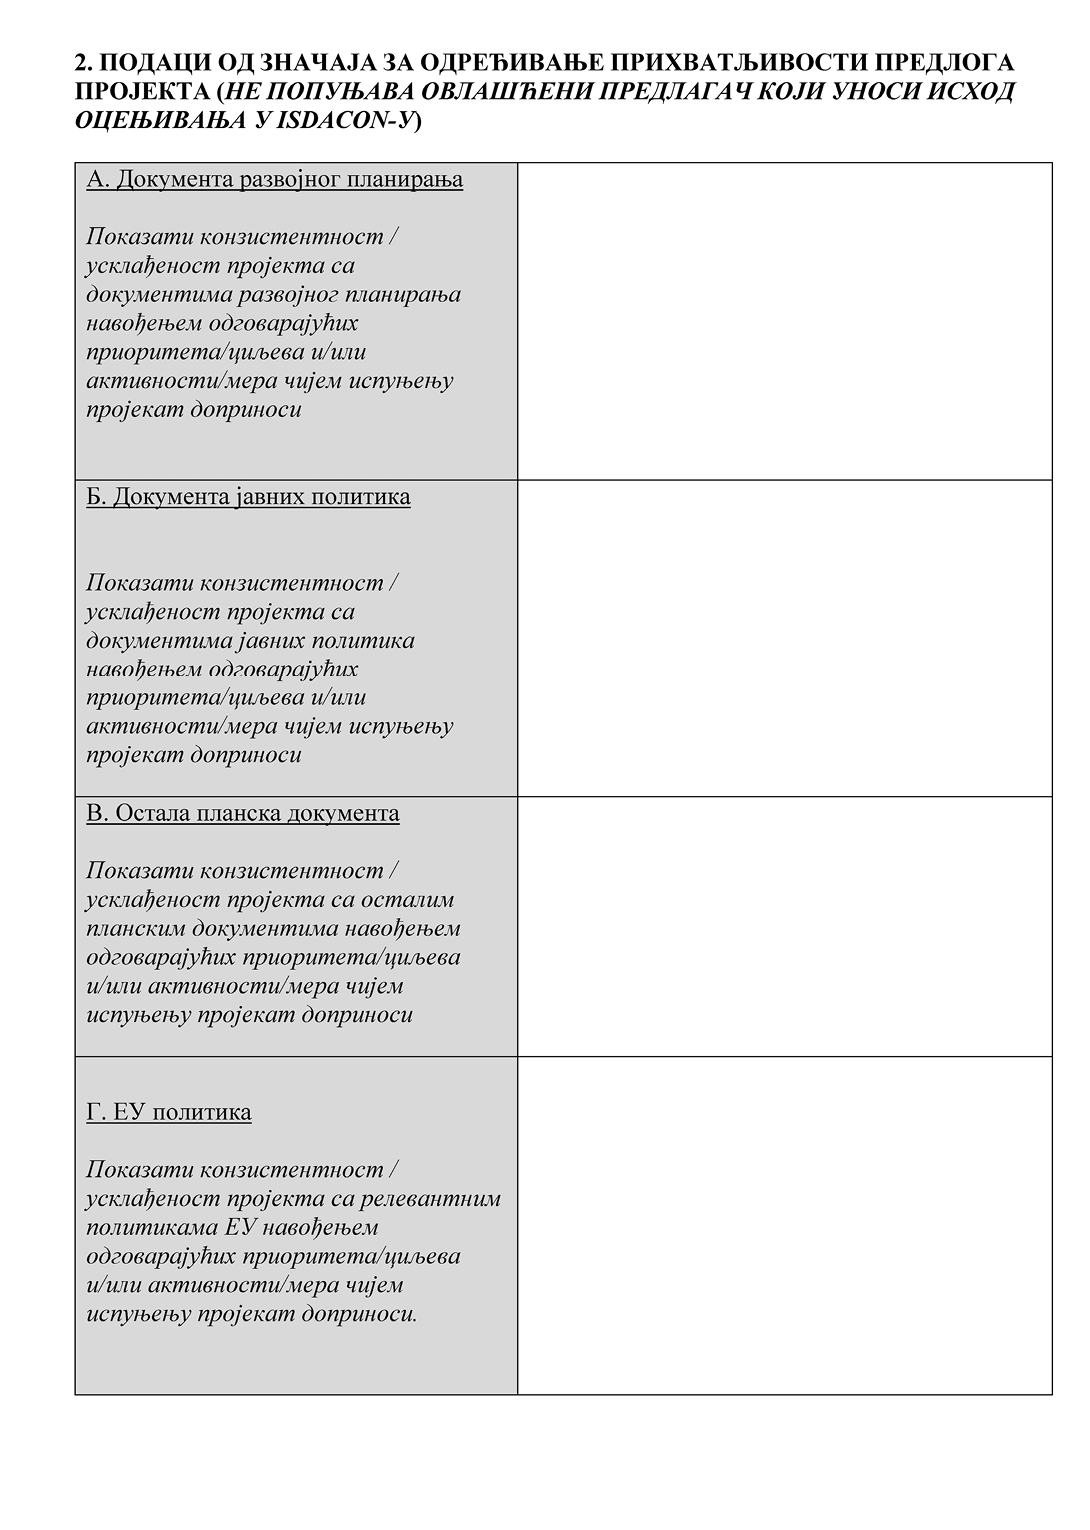 2. ПОДАЦИ ОД ЗНАЧАЈА ЗА ОДРЕЂИВАЊЕ ПРИХВАТЉИВОСТИ ПРЕДЛОГА
ПРОЈЕКТА (НЕ ПОПУЊАВА ОВЛАШЋЕНИ ПРЕДЛАГАЧ КОЈИ УНОСИ ИСХОД
ОЦЕЊИВАЊА У ISDACON-У)
А. Документа развојног планирања
Показати конзистентност /
усклађеност пројекта са
документима развојног планирања
навођењем одговарајућих
приоритета/циљева и/или
активности/мера чијем испуњењу
пројекат доприноси
Б. Документа јавних политика
Показати конзистентност /
усклађеност пројекта са
документима јавних политика
навођењем одговарајућих
приоритета/циљева и/или
активности/мера чијем испуњењу
пројекат доприноси
В. Остала планска документа
Показати конзистентност /
усклађеност пројекта са осталим
планским документима навођењем
одговарајућих приоритета/циљева
и/или активности/мера чијем
испуњењу пројекат доприноси
Г. ЕУ политика
Показати конзистентност /
усклађеност пројекта са релевантним
политикама ЕУ навођењем
одговарајућих приоритета/циљева
и/или активности/мера чијем
испуњењу пројекат доприноси.